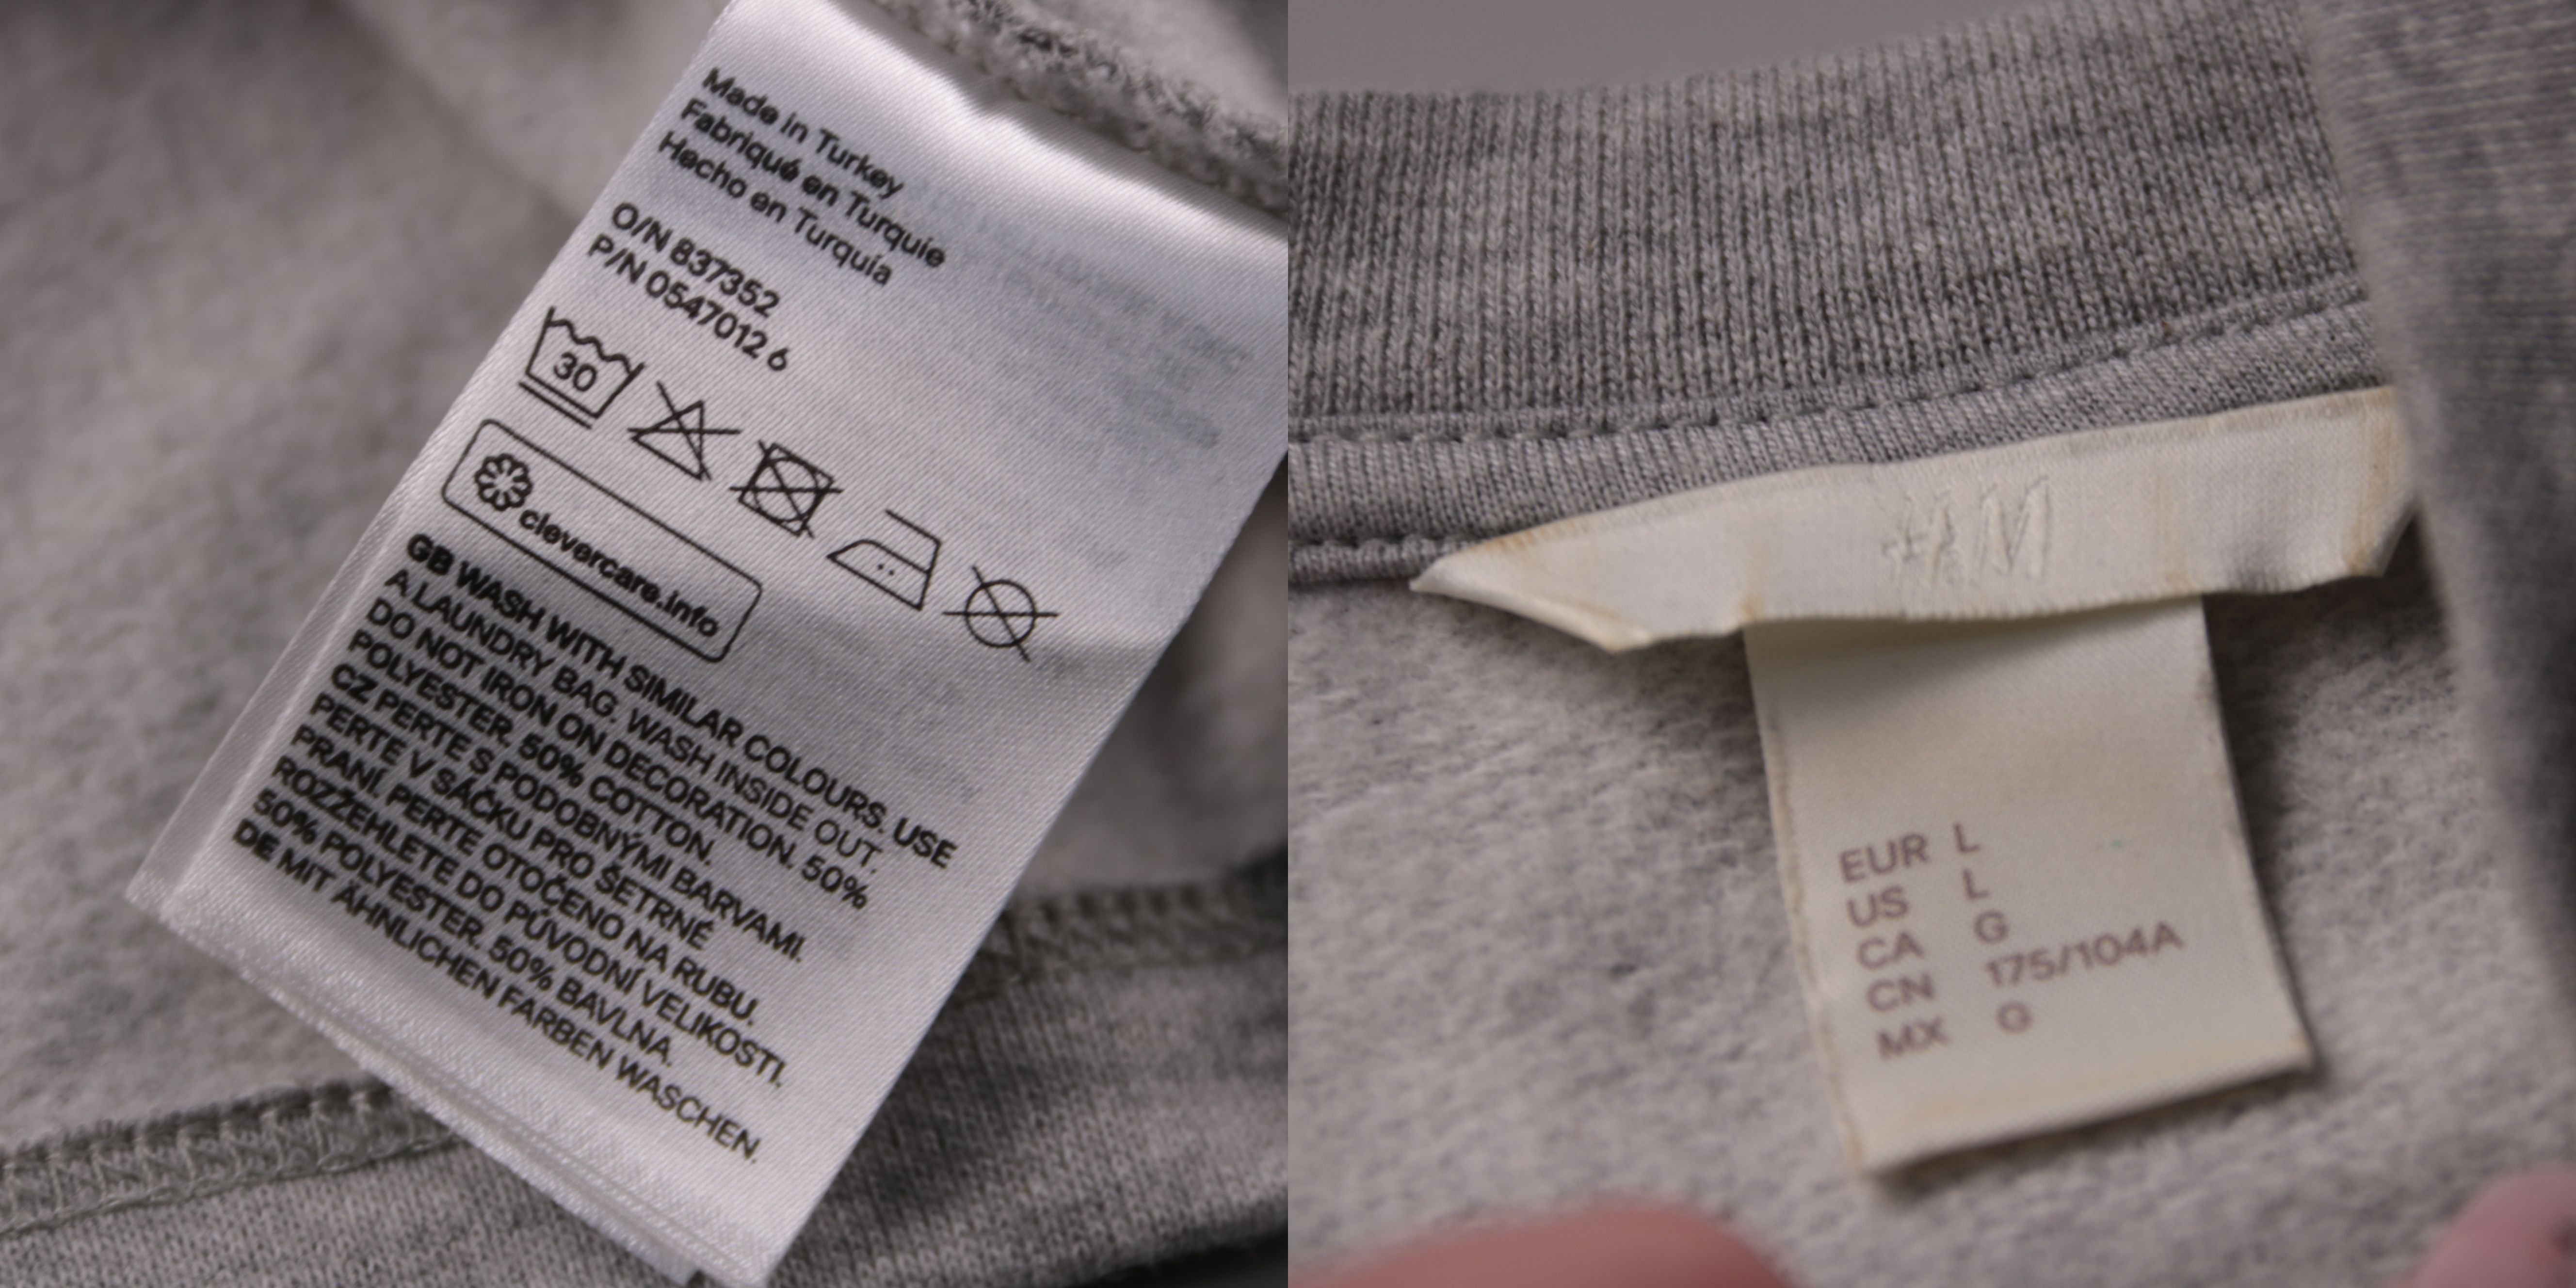 Made in Turkey
Fabriqué en Turquie
Hecho en Turquía
O/N 837352
P/N 0547012 6
30
clevercare.info
GB WASH WITH SIMILAR COLOURS. USE
A LAUNDRY BAG. WASH INSIDE OUT.
DO NOT IRON ON DECORATION. 50%
POLYESTER. 50% COTTON.
CZ PERTE S PODOBNÝMI BARVAMI.
PERTE V SÁČKU PRO ŠETRNÉ
PRANÍ. PERTE OTOČENO NA RUBU.
ROZŽEHLETE DO PŮVODNÍ VELIKOSTI.
50% POLYESTER. 50% BAVLNA.
DE MIT ÄHNLICHEN FARBEN WASCHEN.
H&M
EUR L
US L
CA G
CN 175/104A
MX G